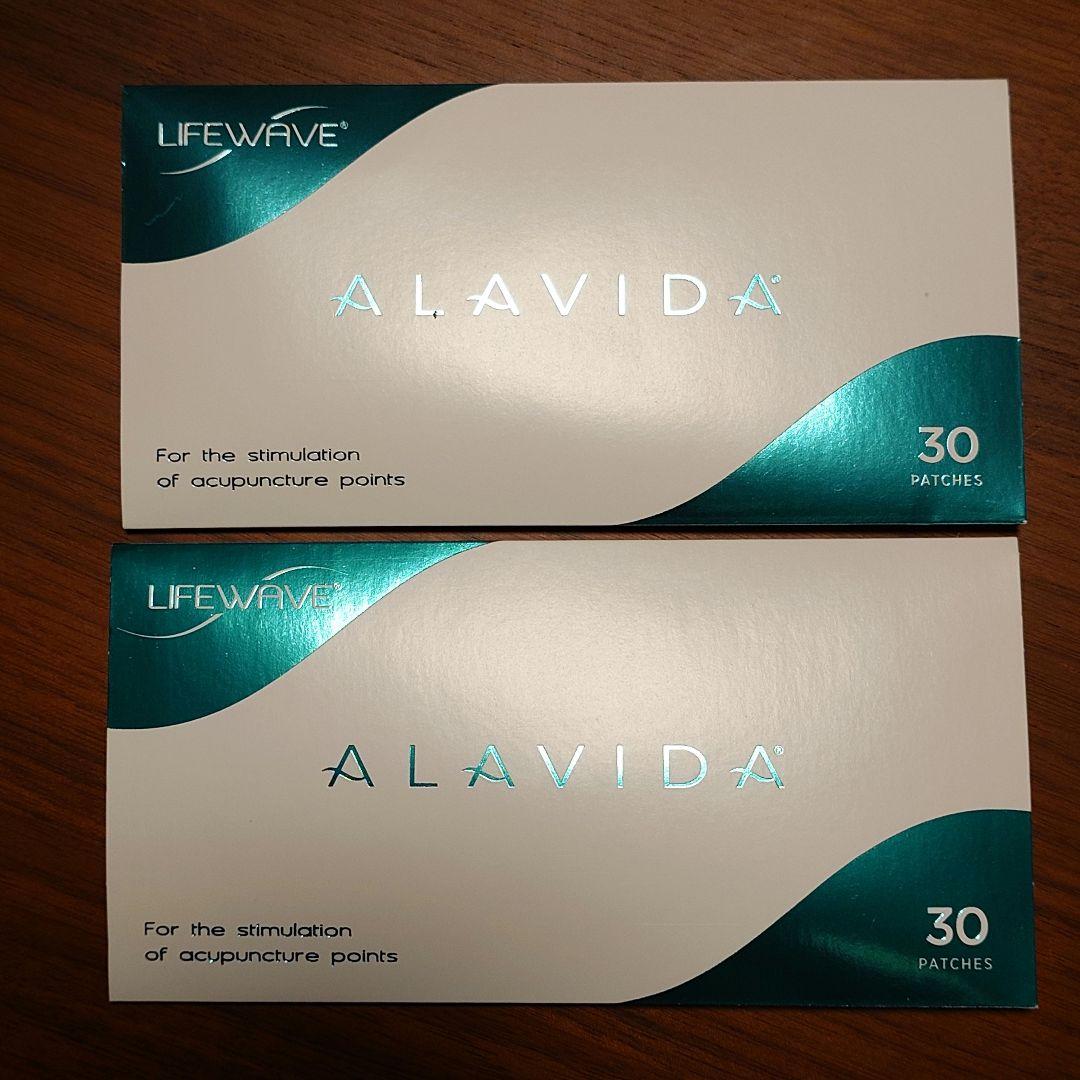 LIFEWAVE®
ALAVIDA®
For the stimulation
of acupuncture points
30
PATCHES
LIFEWAVE®
ALAVIDA®
For the stimulation
of acupuncture points
30
PATCHES